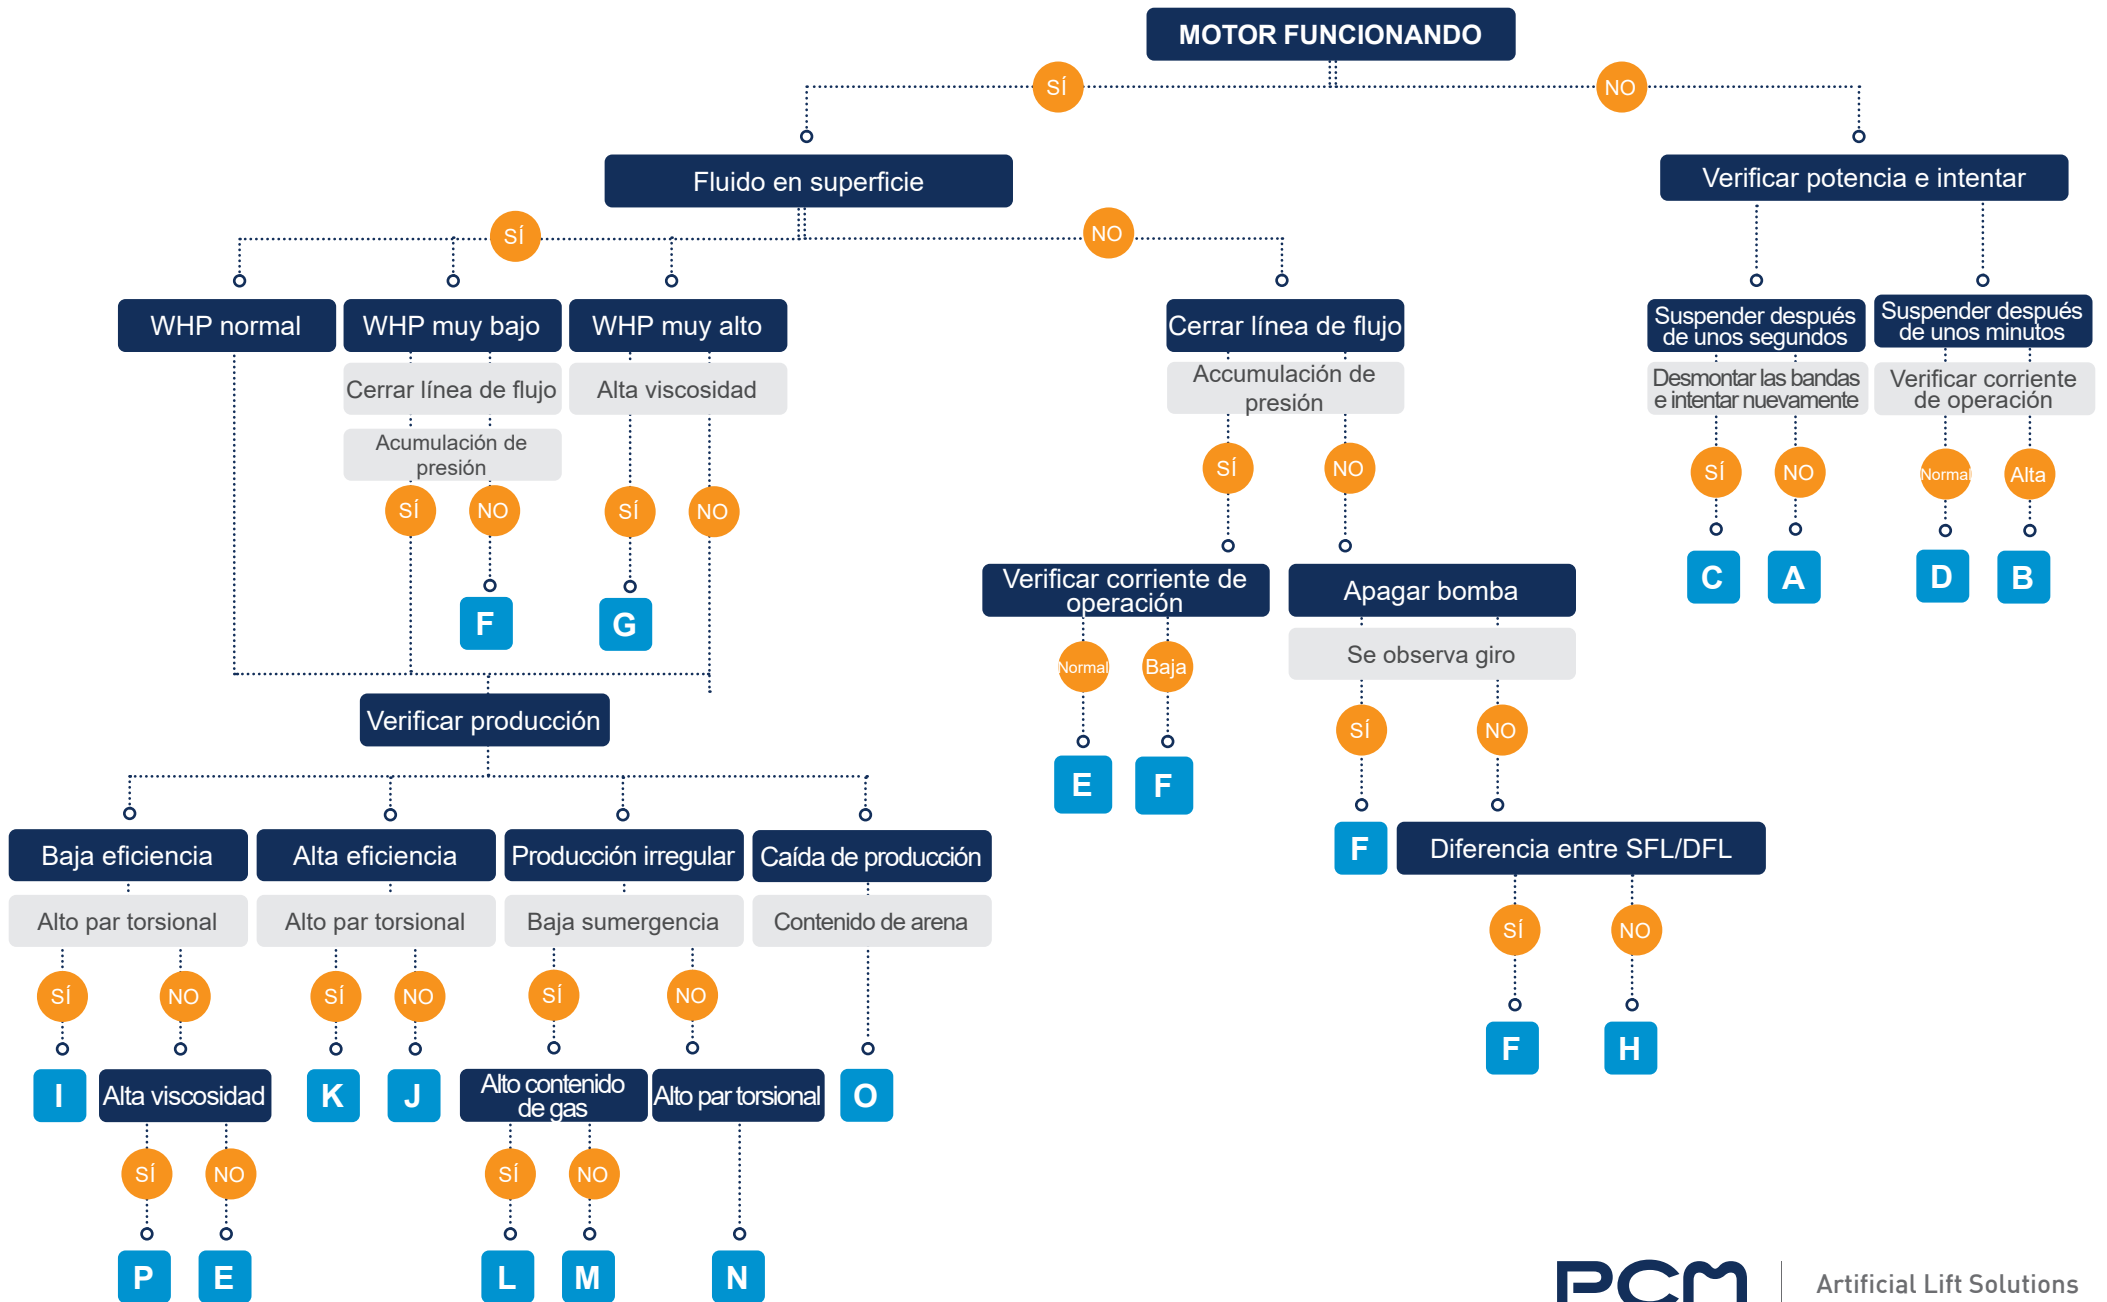 MOTOR FUNCIONANDO
SÍ
NO
Fluido en superficie
Verificar potencia e intentar
SÍ
NO
WHP normal
WHP muy bajo
WHP muy alto
Cerrar línea de flujo
Suspender después
de unos segundos
Suspender después
de unos minutos
Cerrar línea de flujo
Alta viscosidad
Accumulación de
presión
Desmontar las bandas
e intentar nuevamente
Verificar corriente
de operación
Acumulación de
presión
SÍ
NO
SÍ
NO
Normal
Alta
SÍ
NO
SÍ
NO
C
A
D
B
F
G
Verificar corriente de
operación
Apagar bomba
Se observa giro
Normal
Baja
Verificar producción
SÍ
NO
E
F
F
Diferencia entre SFL/DFL
Baja eficiencia
Alta eficiencia
Producción irregular
Caída de producción
Alto par torsional
Alto par torsional
Baja sumergencia
Contenido de arena
SÍ
NO
SÍ
NO
SÍ
NO
SÍ
NO
F
H
I
Alta viscosidad
K
J
Alto contenido
de gas
Alto par torsional
O
SÍ
NO
SÍ
NO
P
E
L
M
N
PCM
Artificial Lift Solutions